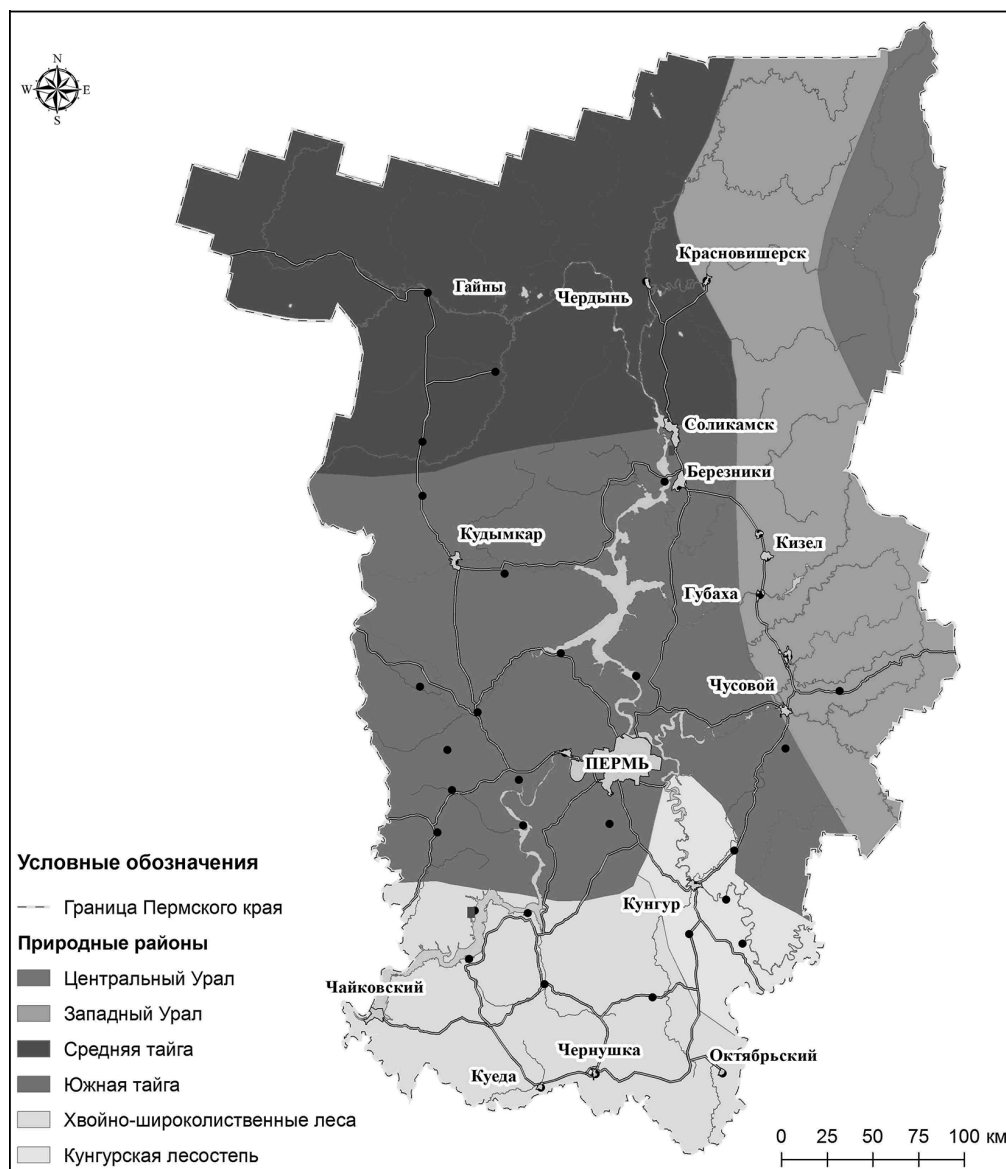 N
W E
S
Красновишерск
Гайны
Чердынь
Соликамск
Березники
Кудымкар
Кизел
Губаха
Чусовой
ПЕРМЬ
Условные обозначения
Граница Пермского края
Кунгур
Природные районы
Центральный Урал
Чайковский
Западный Урал
Средняя тайга
Чернушка
Октябрьский
Южная тайга
Куеда
Хвойно-широколиственные леса
Кунгурская лесостепь
0 25 50 75 100 км